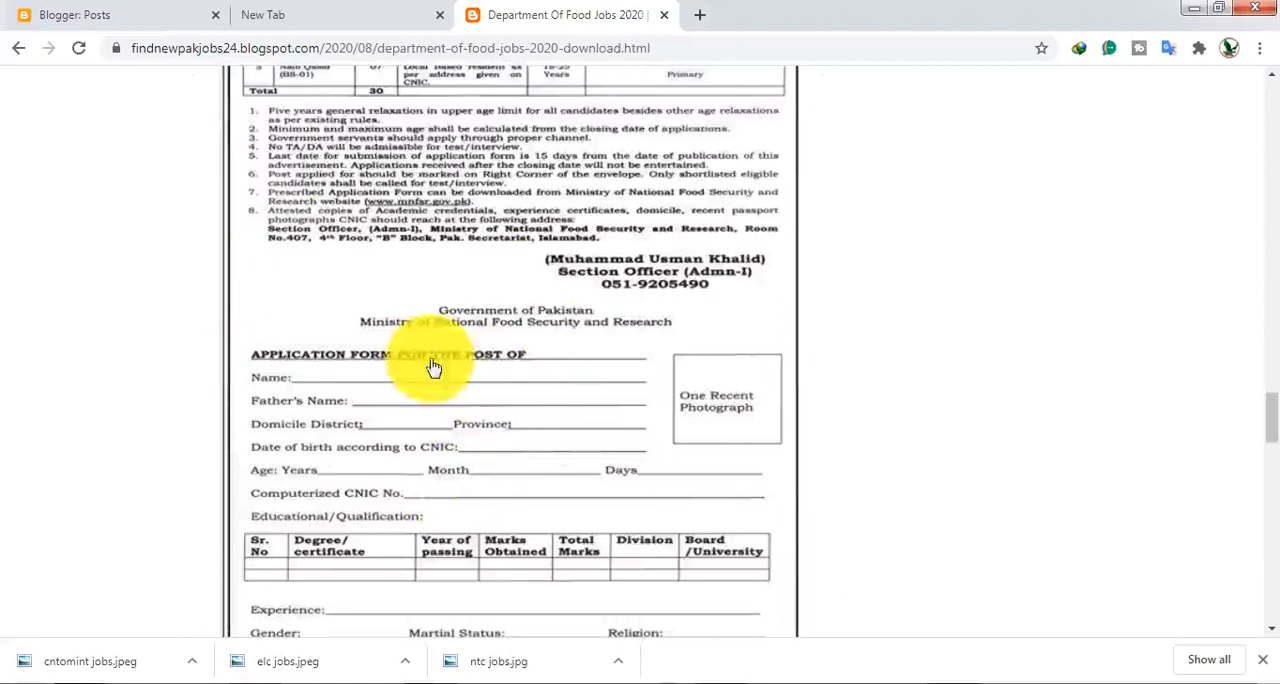 Blogger: Posts
New Tab
Department Of Food Jobs 2020 |
findnewpakjobs24.blogspot.com/2020/08/department-of-food-jobs-2020-download.html
(BS-01)
per address given on Years Primary
CNIC.
Total 30
1. Five years general relaxation in upper age limit for all candidates besides other age relaxations
as per existing rules.
2. Minimum and maximum age shall be calculated from the closing date of applications.
3. Government servants should apply through proper channel.
4. No TA/DA will be admissible for test/interview.
5. Last date for submission of application form is 15 days from the date of publication of this
advertisement. Applications received after the closing date will not be entertained.
6. Post applied for should be marked on Right Corner of the envelope. Only shortlisted eligible
candidates shall be called for test/interview.
7. Prescribed Application Form can be downloaded from Ministry of National Food Security and
Research website (www.mnfsr.gov.pk).
8. Attested copies of Academic credentials, experience certificates, domicile, recent passport
photographs CNIC should reach at the following address:
Section Officer, (Admn-I), Ministry of National Food Security and Research, Room
No.407, 4th Floor, "B" Block, Pak. Secretariat, Islamabad.
(Muhammad Usman Khalid)
Section Officer (Admn-I)
051-9205490
Government of Pakistan
Ministry of National Food Security and Research
APPLICATION FORM FOR THE POST OF
Name:
Father's Name:
One Recent
Photograph
Domicile District: Province:
Date of birth according to CNIC:
Age: Years Month Days
Computerized CNIC No.
Educational/Qualification:
Sr. No Degree/ certificate Year of passing Marks Obtained Total Marks Division Board /University
Experience:
Gender: Martial Status: Religion:
cntomint jobs.jpeg
elc jobs.jpeg
ntc jobs.jpg
Show all